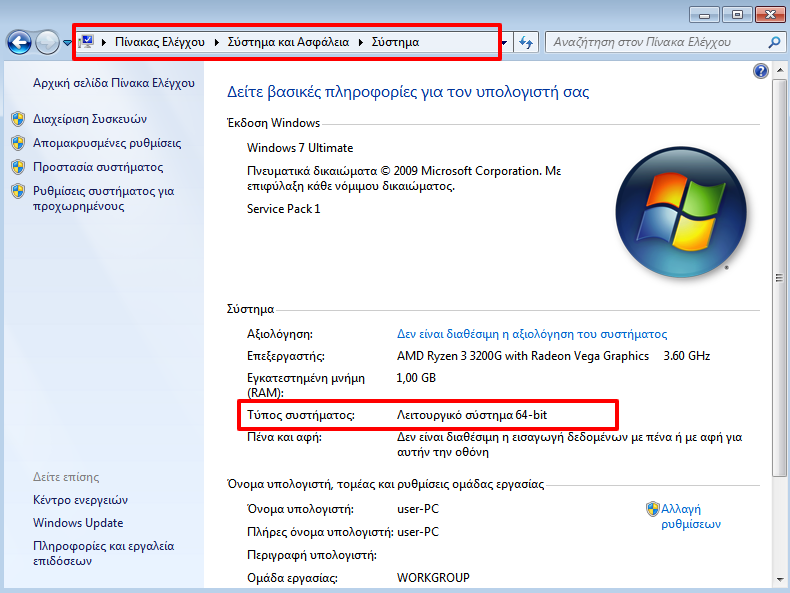 Πίνακας Ελέγχου
Σύστημα και Ασφάλεια
Σύστημα
Αναζήτηση στον Πίνακα Ελέγχου
Αρχική σελίδα Πίνακα Ελέγχου
Διαχείριση Συσκευών
Απομακρυσμένες ρυθμίσεις
Προστασία συστήματος
Ρυθμίσεις συστήματος για
προχωρημένους
Δείτε επίσης
Κέντρο ενεργειών
Windows Update
Πληροφορίες και εργαλεία
επιδόσεων
Δείτε βασικές πληροφορίες για τον υπολογιστή σας
Έκδοση Windows
Windows 7 Ultimate
Πνευματικά δικαιώματα © 2009 Microsoft Corporation. Με
επιφύλαξη κάθε νόμιμου δικαιώματος.
Service Pack 1
Σύστημα
Αξιολόγηση: Δεν είναι διαθέσιμη η αξιολόγηση του συστήματος
Επεξεργαστής: AMD Ryzen 3 3200G with Radeon Vega Graphics 3.60 GHz
Εγκατεστημένη μνήμη 1,00 GB
(RAM):
Τύπος συστήματος: Λειτουργικό σύστημα 64-bit
Πένα και αφή: Δεν είναι διαθέσιμη η εισαγωγή δεδομένων με πένα ή με αφή για
αυτήν την οθόνη
Όνομα υπολογιστή, τομέας και ρυθμίσεις ομάδας εργασίας
Όνομα υπολογιστή: user-PC
Αλλαγή
ρυθμίσεων
Πλήρες όνομα υπολογιστή: user-PC
Περιγραφή υπολογιστή:
Ομάδα εργασίας: WORKGROUP